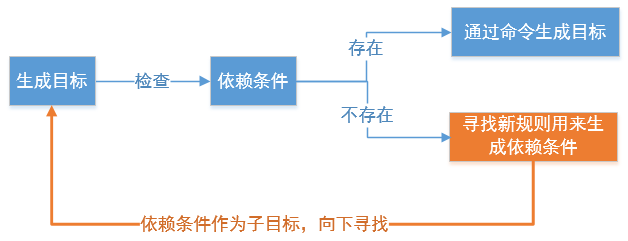 生成目标
检查
依赖条件
存在
通过命令生成目标
不存在
寻找新规则用来生
成依赖条件
依赖条件作为子目标，向下寻找